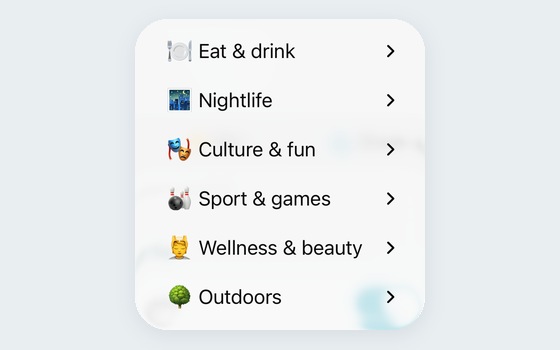 Eat & drink
Nightlife
Culture & fun
Sport & games
Wellness & beauty
Outdoors